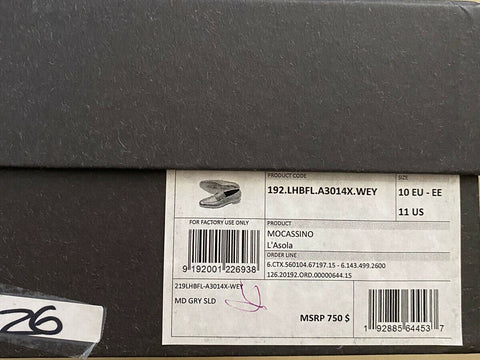 PRODUCT CODE
192.LHBFL.A3014X.WEY
SIZE
10 EU - EE
11 US
FOR FACTORY USE ONLY
9 192001 226938
PRODUCT
MOCASSINO
L'Asola
ORDER LINE :
6.CTX.560104.67197.15 - 6.143.499.2600
126.20192.ORD.00000644.15
219LHBFL-A3014X-WEY
MD GRY SLD
MSRP 750 $
1 92885 64453 7
26